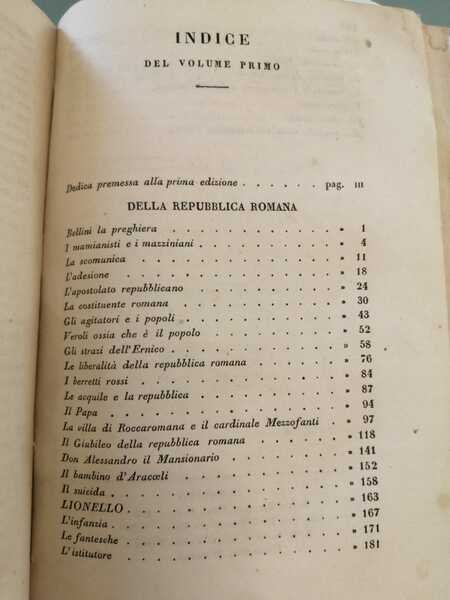 INDICE
DEL VOLUME PRIMO
Dedica premessa alla prima edizione . . . . . . pag. III
DELLA REPUBBLICA ROMANA
Bellini la preghiera . . . . . . . . . . » 1
I mamianisti e i mazziniani . . . . . . . . » 4
La scomunica . . . . . . . . . . . » 11
L'adesione . . . . . . . . . . . . » 18
L'apostolato repubblicano . . . . . . . . » 24
La costituente romana . . . . . . . . . » 30
Gli agitatori e i popoli . . . . . . . . . » 43
Veroli ossia che è il popolo . . . . . . . . » 52
Gli strazi dell'Ernico . . . . . . . . . » 58
Le liberalità della repubblica romana . . . . . » 76
I berretti rossi . . . . . . . . . . . » 84
Le acquile e la repubblica . . . . . . . . » 87
Il Papa . . . . . . . . . . . . . » 94
La villa di Roccaromana e il cardinale Mezzofanti . » 97
Il Giubileo della repubblica romana . . . . . . » 118
Don Alessandro il Mansionario . . . . . . . » 141
Il bambino d'Aracœli . . . . . . . . . » 152
Il suicida . . . . . . . . . . . . » 158
LIONELLO . . . . . . . . . . . . » 163
L'infanzia . . . . . . . . . . . . » 167
Le fantesche . . . . . . . . . . . » 171
L'istitutore . . . . . . . . . . . » 181